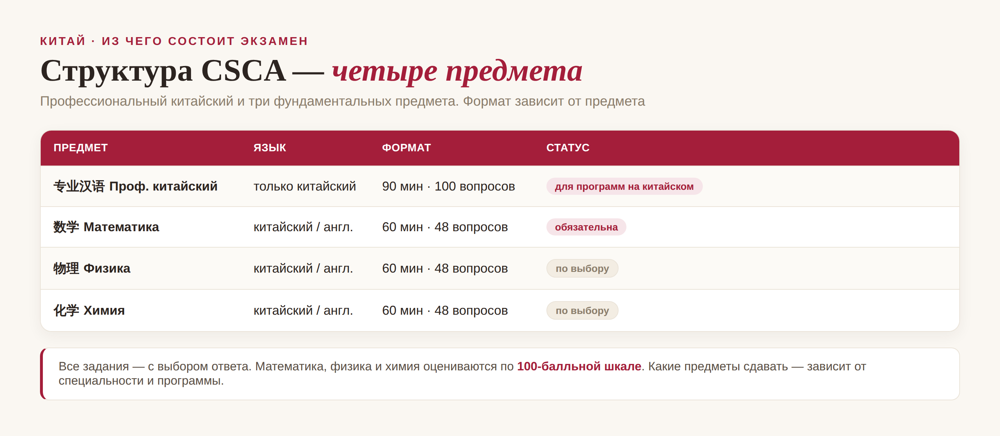 КИТАЙ · ИЗ ЧЕГО СОСТОИТ ЭКЗАМЕН
Структура CSCA — четыре предмета
Профессиональный китайский и три фундаментальных предмета. Формат зависит от предмета
ПРЕДМЕТ ЯЗЫК ФОРМАТ СТАТУС
专业汉语 Проф. китайский только китайский 90 мин · 100 вопросов для программ на китайском
数学 Математика китайский / англ. 60 мин · 48 вопросов обязательна
物理 Физика китайский / англ. 60 мин · 48 вопросов по выбору
化学 Химия китайский / англ. 60 мин · 48 вопросов по выбору
Все задания — с выбором ответа. Математика, физика и химия оцениваются по 100-балльной шкале. Какие предметы сдавать — зависит от
специальности и программы.